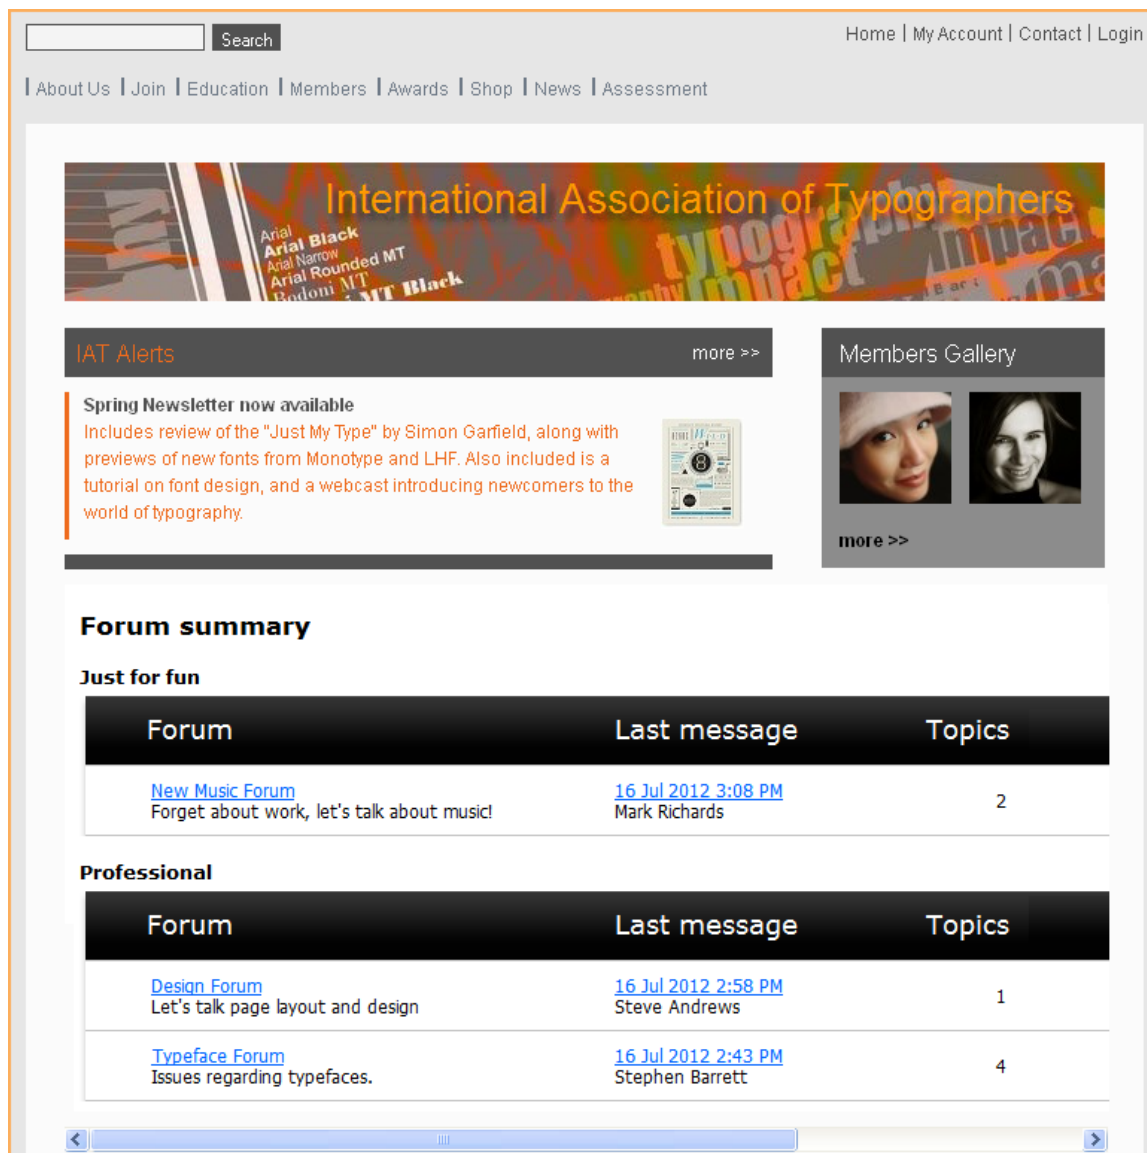 Search
Home | My Account | Contact | Login
About Us | Join | Education | Members | Awards | Shop | News | Assessment
International Association of Typographers
Arial
Arial Black
Arial Narrow
Arial Rounded MT
Bodoni MT
MT Black
typography
impact
impact
IAT Alerts
more >>
Spring Newsletter now available
Includes review of the "Just My Type" by Simon Garfield, along with
previews of new fonts from Monotype and LHF. Also included is a
tutorial on font design, and a webcast introducing newcomers to the
world of typography.
Members Gallery
more >>
Forum summary
Just for fun
Forum Last message Topics
New Music Forum 16 Jul 2012 3:08 PM
Forget about work, let's talk about music! Mark Richards 2
Professional
Forum Last message Topics
Design Forum 16 Jul 2012 2:58 PM
Let's talk page layout and design Steve Andrews 1
Typeface Forum 16 Jul 2012 2:43 PM
Issues regarding typefaces. Stephen Barrett 4